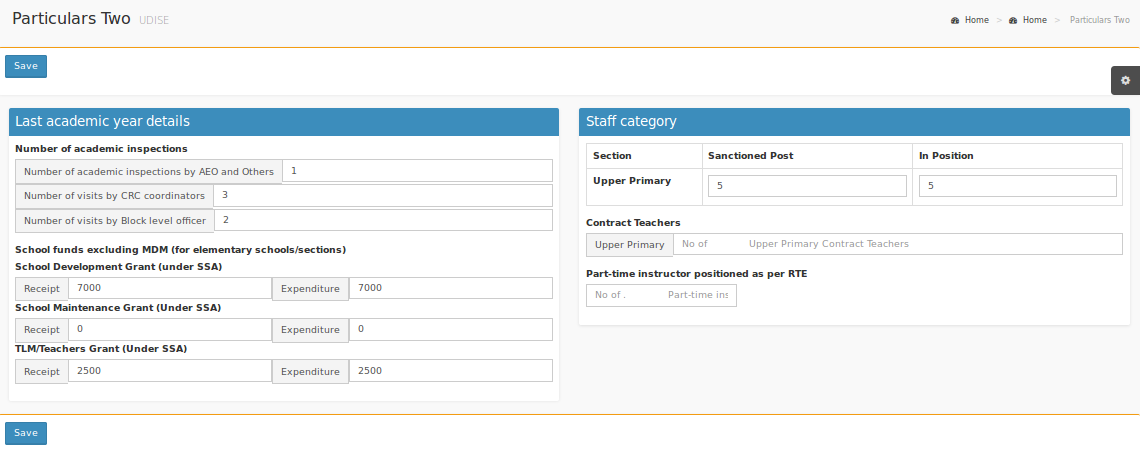 Particulars Two UDISE
Home > Home > Particulars Two
Save
Last academic year details
Number of academic inspections
Number of academic inspections by AEO and Others 1
Number of visits by CRC coordinators 3
Number of visits by Block level officer 2
School funds excluding MDM (for elementary schools/sections)
School Development Grant (under SSA)
Receipt 7000 Expenditure 7000
School Maintenance Grant (Under SSA)
Receipt 0 Expenditure 0
TLM/Teachers Grant (Under SSA)
Receipt 2500 Expenditure 2500
Staff category
Section Sanctioned Post In Position
Upper Primary 5 5
Contract Teachers
Upper Primary No of Upper Primary Contract Teachers
Part-time instructor positioned as per RTE
No of . Part-time ins
Save